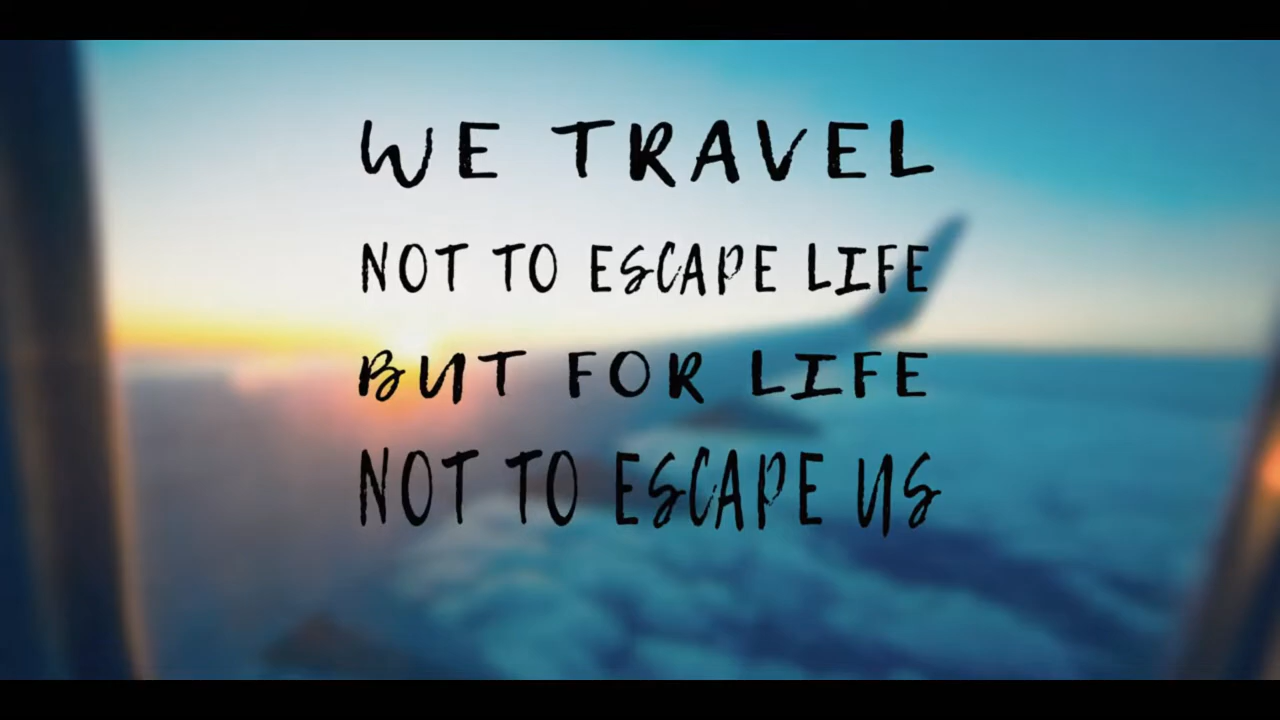 WE TRAVEL
NOT TO ESCAPE LIFE
BUT FOR LIFE
NOT TO ESCAPE US